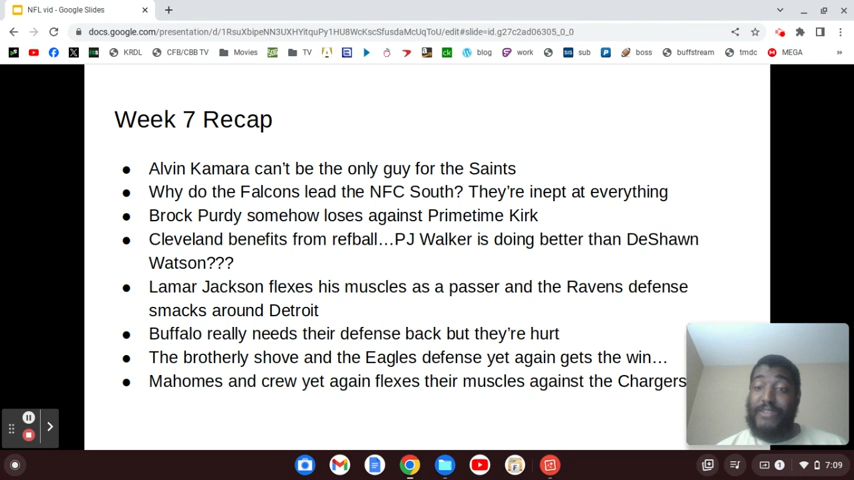 NFL vid - Google Slides
docs.google.com/presentation/d/1RsuXbipeNN3UXHYitquPy1HU8WcKscSfusdaMcUqToU/edit#slide=id.g27c2ad06305_0_0
KRDL
CFB/CBB TV
Movies
TV
blog
work
sub
boss
buffstream
tmdc
MEGA
Week 7 Recap
● Alvin Kamara can't be the only guy for the Saints
● Why do the Falcons lead the NFC South? They're inept at everything
● Brock Purdy somehow loses against Primetime Kirk
● Cleveland benefits from refball…PJ Walker is doing better than DeShawn
Watson???
● Lamar Jackson flexes his muscles as a passer and the Ravens defense
smacks around Detroit
● Buffalo really needs their defense back but they're hurt
● The brotherly shove and the Eagles defense yet again gets the win…
● Mahomes and crew yet again flexes their muscles against the Chargers
1
7:09